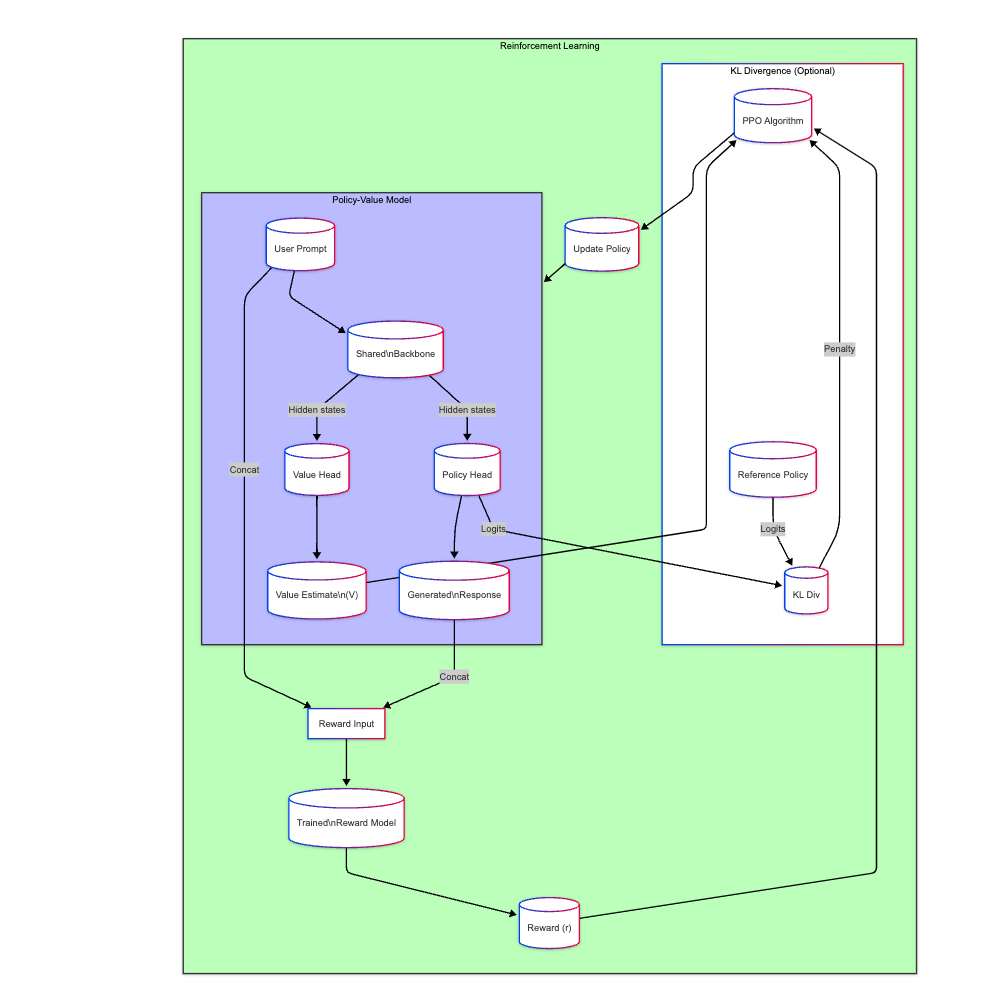 Reinforcement Learning
KL Divergence (Optional)
PPO Algorithm
Policy-Value Model
User Prompt
Update Policy
Shared\nBackbone
Penalty
Hidden states
Hidden states
Concat
Value Head
Policy Head
Reference Policy
Logits
Logits
Value Estimate\n(V)
Generated\nResponse
KL Div
Concat
Reward Input
Trained\nReward Model
Reward (r)